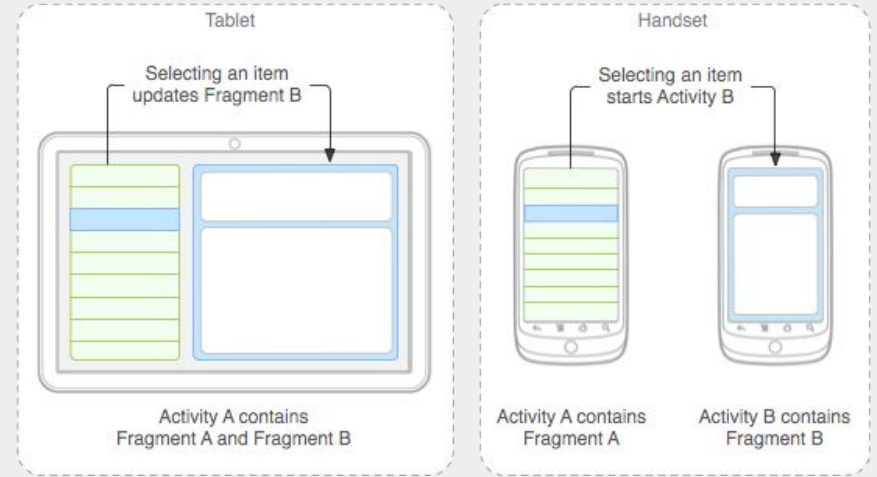 Tablet
Selecting an item
updates Fragment B
Activity A contains
Fragment A and Fragment B
Handset
Selecting an item
starts Activity B
Activity A contains
Fragment A
Activity B contains
Fragment B